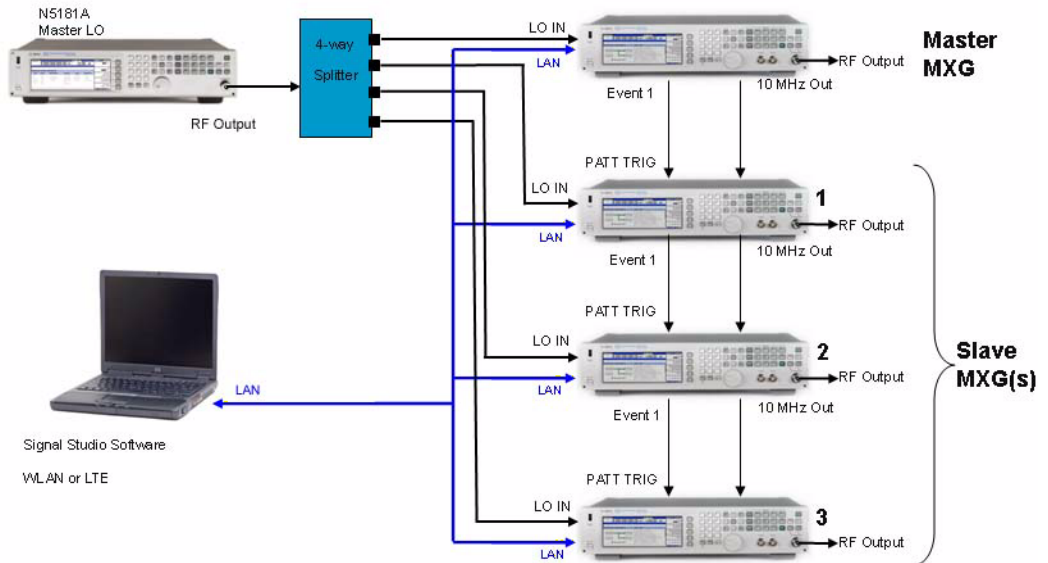 N5181A
Master LO
4-way
Splitter
RF Output
LO IN
LAN
Master
MXG
RF Output
Event 1
10 MHz Out
PATT TRIG
LO IN
1
LAN
RF Output
Event 1
10 MHz Out
PATT TRIG
LO IN
2
LAN
RF Output
Slave
MXG(s)
Event 1
10 MHz Out
LAN
Signal Studio Software
WLAN or LTE
PATT TRIG
LO IN
3
LAN
RF Output